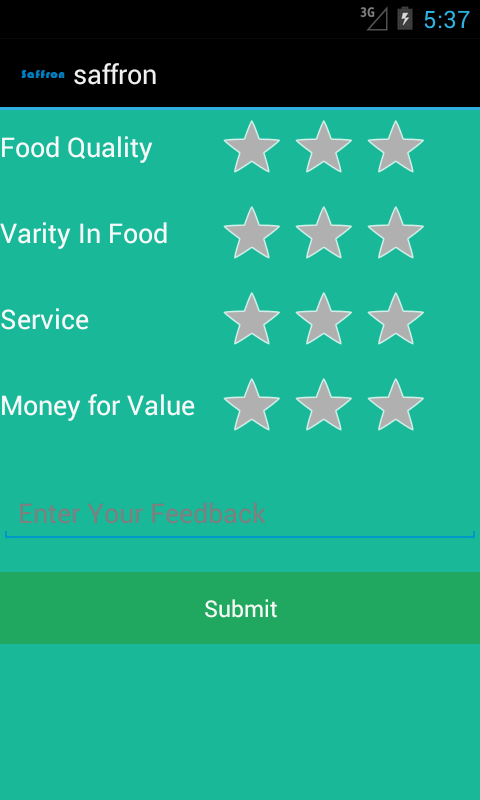 3G 5:37
Saffron saffron
Food Quality
Varity In Food
Service
Money for Value
Enter Your Feedback
Submit